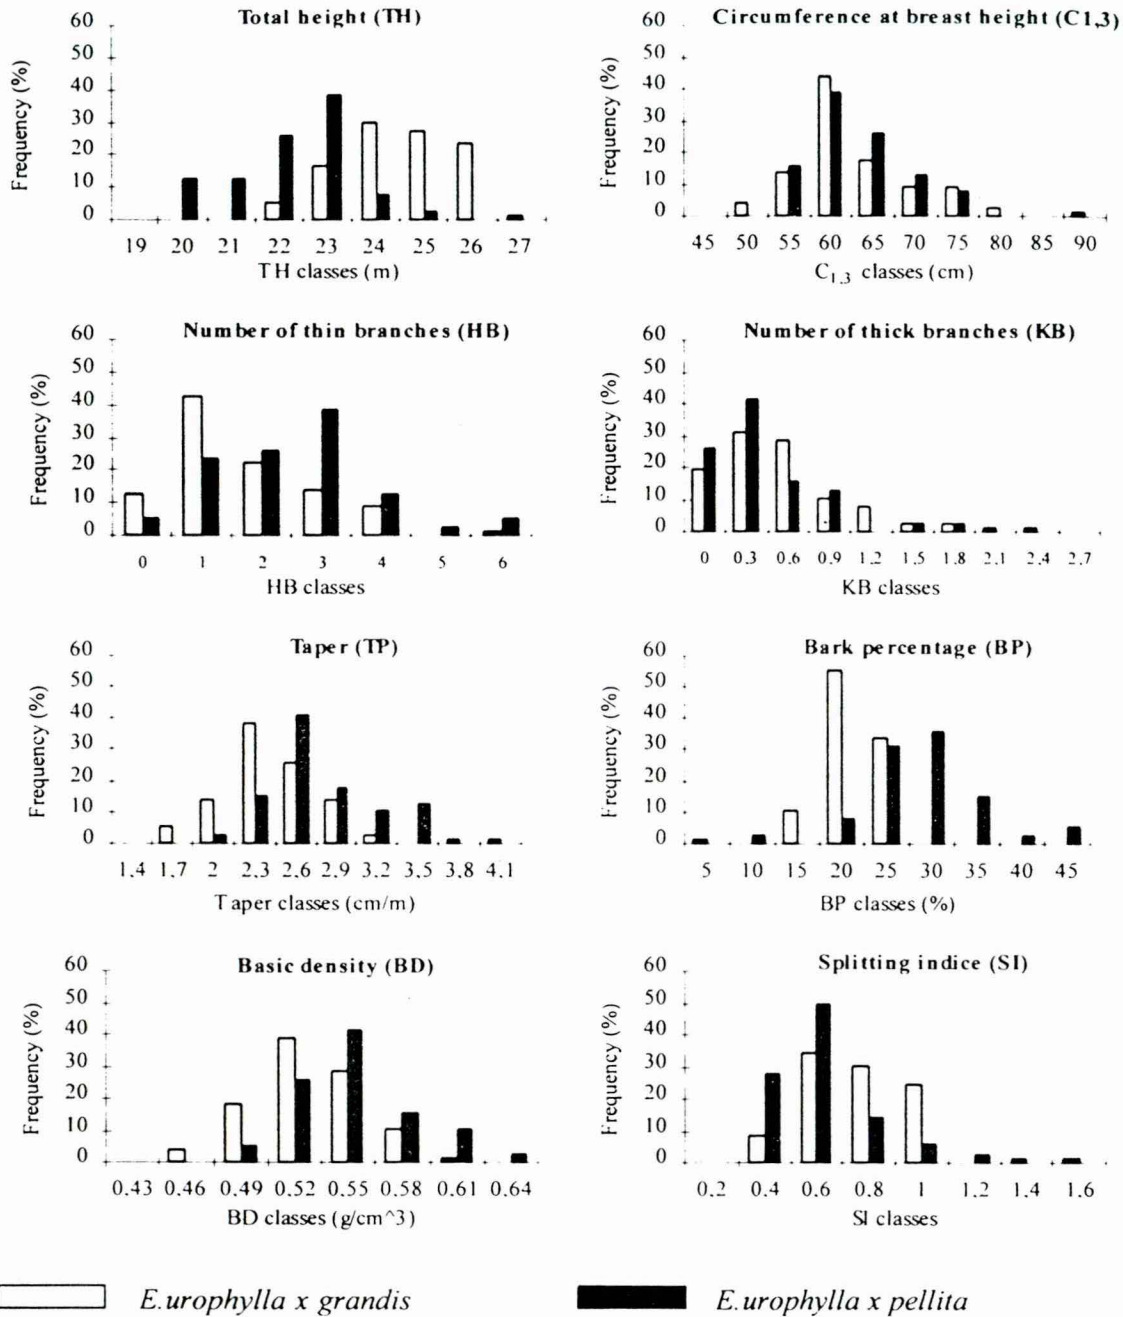 Total height (TH)
60
50
40
30
20
10
0
Frequency (%)
19 20 21 22 23 24 25 26 27
TH classes (m)
Circumference at breast height (C1,3)
60
50
40
30
20
10
0
Frequency (%)
45 50 55 60 65 70 75 80 85 90
C1,3 classes (cm)
Number of thin branches (HB)
60
50
40
30
20
10
0
Frequency (%)
0 1 2 3 4 5 6
HB classes
Number of thick branches (KB)
60
50
40
30
20
10
0
Frequency (%)
0 0.3 0.6 0.9 1.2 1.5 1.8 2.1 2.4 2.7
KB classes
Taper (TP)
60
50
40
30
20
10
0
Frequency (%)
1.4 1.7 2 2.3 2.6 2.9 3.2 3.5 3.8 4.1
Taper classes (cm/m)
Bark percentage (BP)
60
50
40
30
20
10
0
Frequency (%)
5 10 15 20 25 30 35 40 45
BP classes (%)
Basic density (BD)
60
50
40
30
20
10
0
Frequency (%)
0.43 0.46 0.49 0.52 0.55 0.58 0.61 0.64
BD classes (g/cm^3)
Splitting indice (SI)
60
50
40
30
20
10
0
Frequency (%)
0.2 0.4 0.6 0.8 1 1.2 1.4 1.6
SI classes
E.urophylla x grandis
E.urophylla x pellita